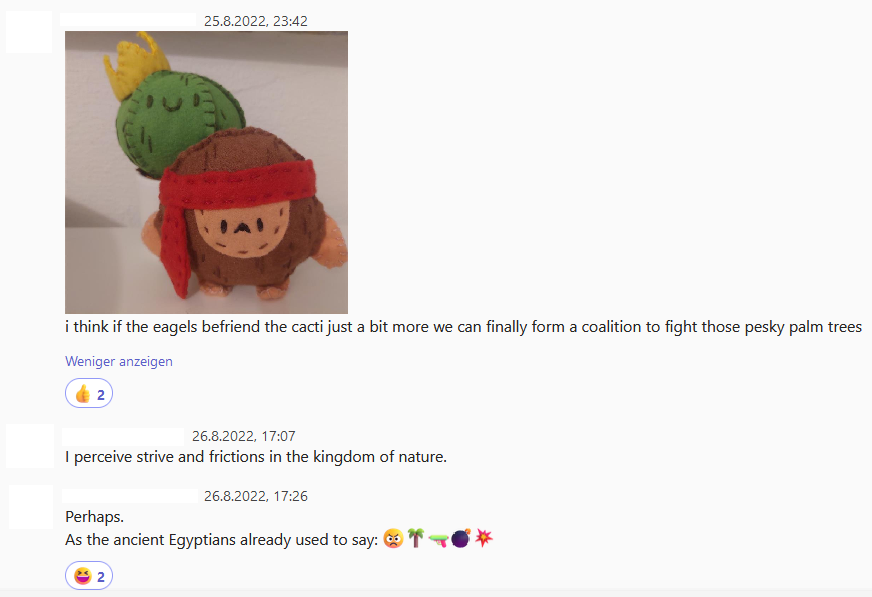 25.8.2022, 23:42
i think if the eagels befriend the cacti just a bit more we can finally form a coalition to fight those pesky palm trees
Weniger anzeigen
👍 2
26.8.2022, 17:07
I perceive strive and frictions in the kingdom of nature.
26.8.2022, 17:26
Perhaps.
As the ancient Egyptians already used to say: 😡🌴🔫💣💥
😆 2